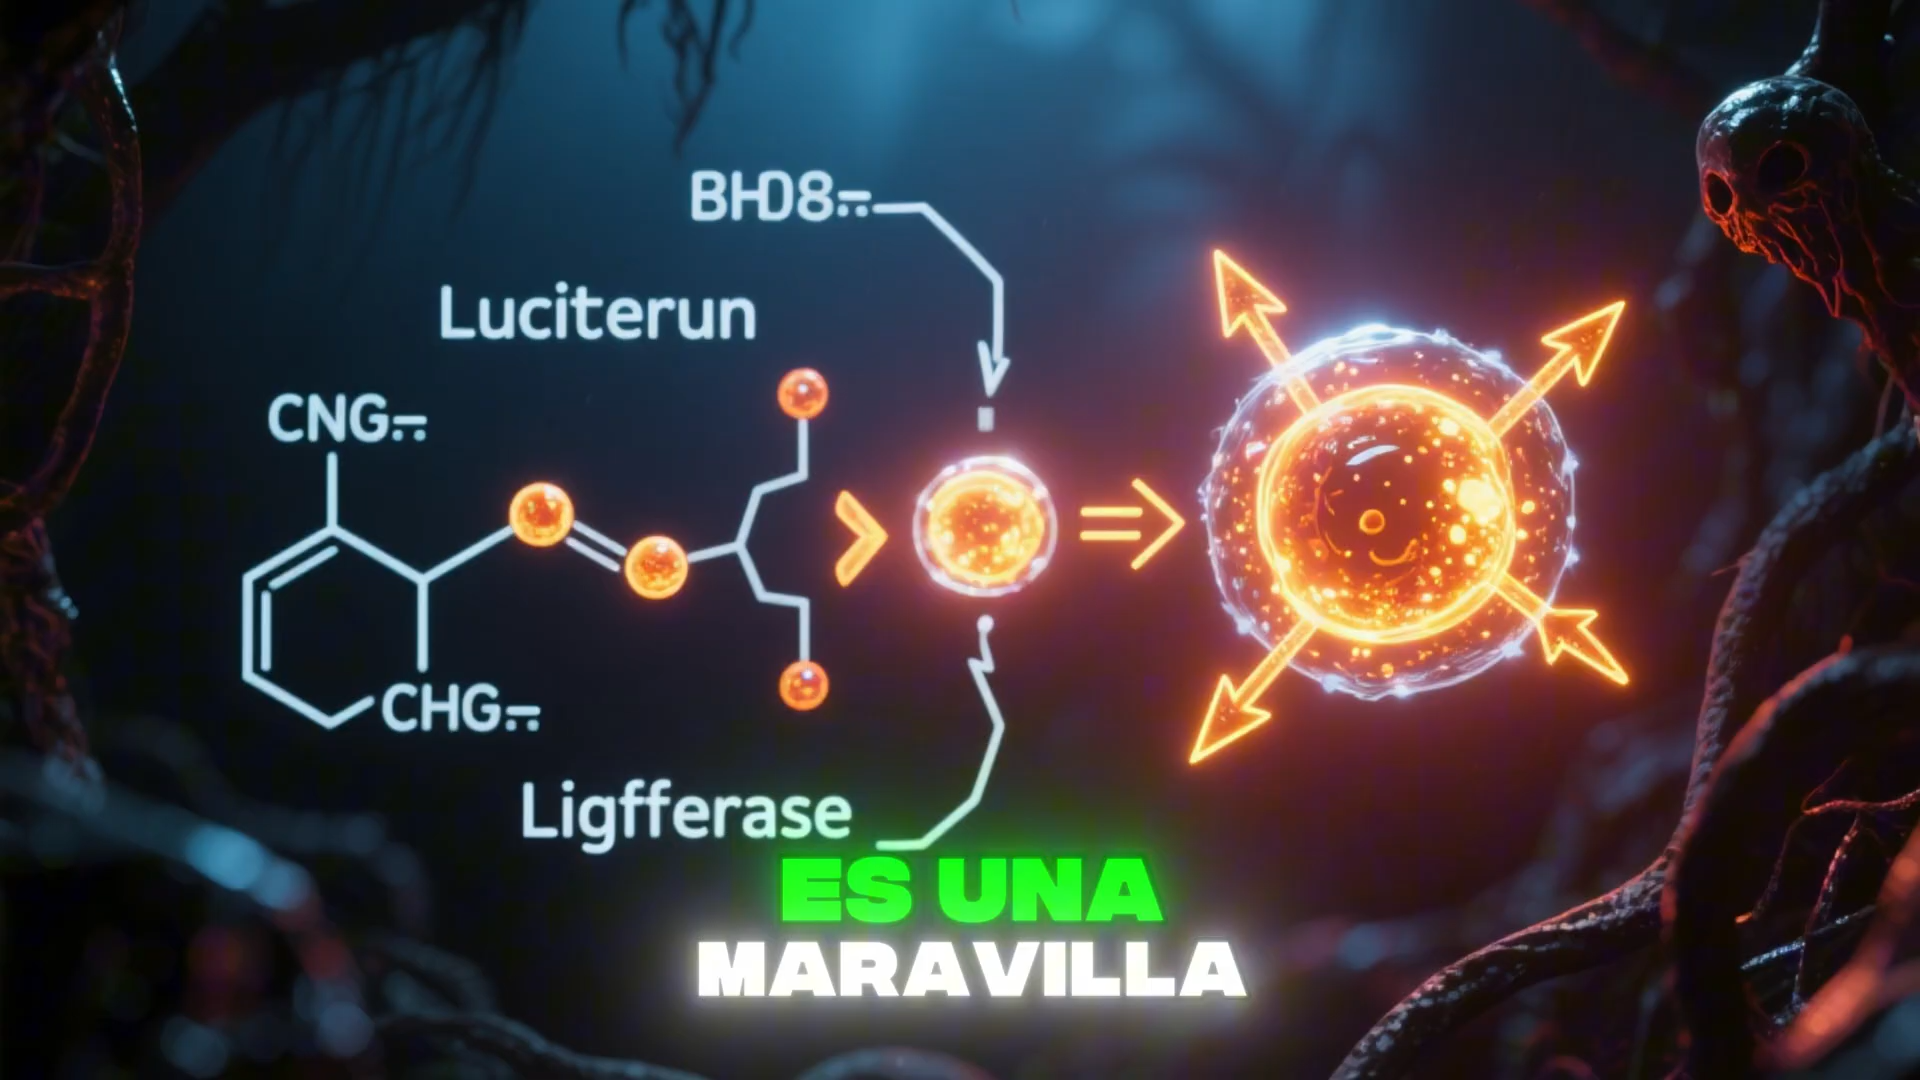 BHD8
Luciterun
CNG
CHG
Ligfferase
ES UNA
MARAVILLA